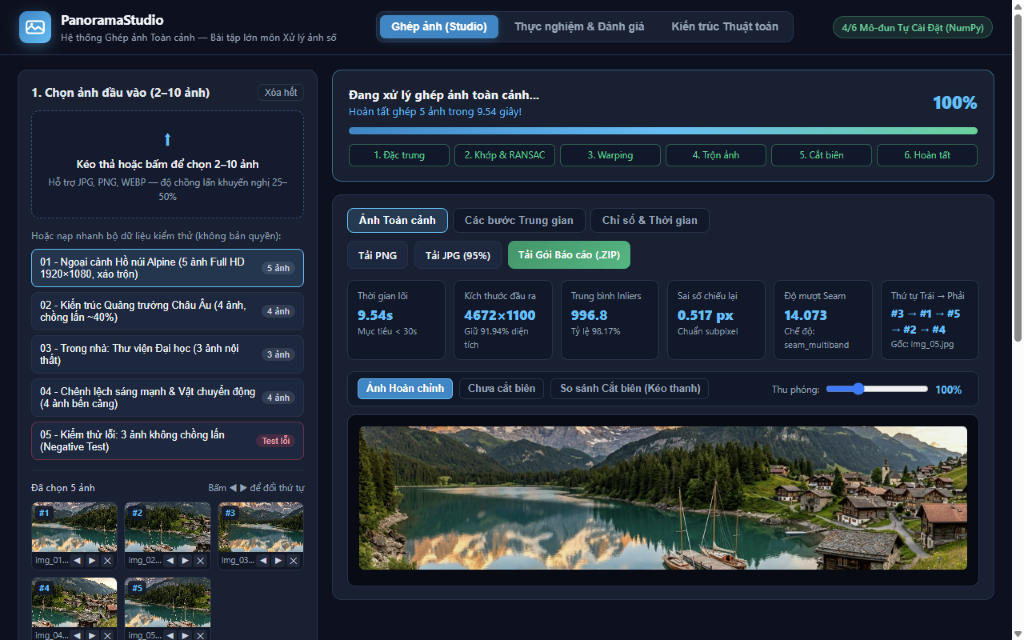 PanoramaStudio
Hệ thống Ghép ảnh Toàn cảnh — Bài tập lớn môn Xử lý ảnh số
Ghép ảnh (Studio)
Thực nghiệm & Đánh giá
Kiến trúc Thuật toán
4/6 Mô-đun Tự Cài Đặt (NumPy)
1. Chọn ảnh đầu vào (2–10 ảnh)
Xóa hết
Kéo thả hoặc bấm để chọn 2–10 ảnh
Hỗ trợ JPG, PNG, WEBP — độ chồng lấn khuyến nghị 25–
50%
Hoặc nạp nhanh bộ dữ liệu kiểm thử (không bản quyền):
01 - Ngoại cảnh Hồ núi Alpine (5 ảnh Full HD
1920×1080, xáo trộn)
5 ảnh
02 - Kiến trúc Quảng trường Châu Âu (4 ảnh,
chồng lấn ~40%)
4 ảnh
03 - Trong nhà: Thư viện Đại học (3 ảnh nội
thất)
3 ảnh
04 - Chênh lệch sáng mạnh & Vật chuyển động
(4 ảnh bến cảng)
4 ảnh
05 - Kiểm thử lỗi: 3 ảnh không chồng lấn
(Negative Test)
Test lỗi
Đã chọn 5 ảnh
Bấm ◀ ▶ để đổi thứ tự
#1
#2
#3
img_01... ◀ ▶ ✕
img_02... ◀ ▶ ✕
img_03... ◀ ▶ ✕
#4
#5
img_04... ◀ ▶ ✕
img_05... ◀ ▶ ✕
Đang xử lý ghép ảnh toàn cảnh...
Hoàn tất ghép 5 ảnh trong 9.54 giây!
100%
1. Đặc trưng
2. Khớp & RANSAC
3. Warping
4. Trộn ảnh
5. Cắt biên
6. Hoàn tất
Ảnh Toàn cảnh
Các bước Trung gian
Chỉ số & Thời gian
Tải PNG
Tải JPG (95%)
Tải Gói Báo cáo (.ZIP)
Thời gian lõi
9.54s
Mục tiêu < 30s
Kích thước đầu ra
4672×1100
Giữ 91.94% diện
tích
Trung bình Inliers
996.8
Tỷ lệ 98.17%
Sai số chiếu lại
0.517 px
Chuẩn subpixel
Độ mượt Seam
14.073
Chế độ:
seam_multiband
Thứ tự Trái → Phải
#3 → #1 → #5
→ #2 → #4
Gốc: img_05.jpg
Ảnh Hoàn chỉnh
Chưa cắt biên
So sánh Cắt biên (Kéo thanh)
Thu phóng:
100%